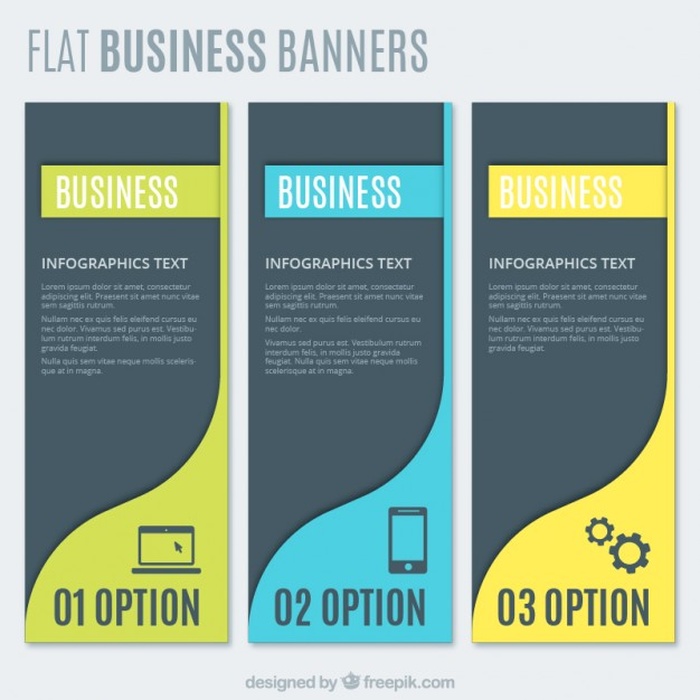 FLAT BUSINESS BANNERS
BUSINESS
INFOGRAPHICS TEXT
Lorem ipsum dolor sit amet, consectetur
adipiscing elit. Praesent sit amet nunc vitae
sem sagittis rutrum.
Nullam nec ex quis felis eleifend cursus eu
nec dolor. Vivamus sed purus est. Vestibu-
lum rutrum interdum felis, in mollis justo
gravida feugiat.
Nulla quis sem vitae neque mollis sceleris-
que at in magna.
01 OPTION
BUSINESS
INFOGRAPHICS TEXT
Lorem ipsum dolor sit amet, consectetur
adipiscing elit. Praesent sit amet nunc vitae
sem sagittis rutrum.
Nullam nec ex quis felis eleifend cursus eu
nec dolor.
Vivamus sed purus est. Vestibulum rutrum
interdum felis, in mollis justo gravida feugiat.
Nulla quis sem vitae neque mollis
scelerisque at in magna.
02 OPTION
BUSINESS
INFOGRAPHICS TEXT
Lorem ipsum dolor sit amet, consectetur
adipiscing elit. Praesent sit amet nunc vitae
sem sagittis rutrum.
Nullam nec ex quis felis eleifend cursus eu
nec dolor. Vivamus sed purus est. Vestibu-
lum rutrum interdum felis, in mollis justo
gravida feugiat.
03 OPTION
designed by freepik.com